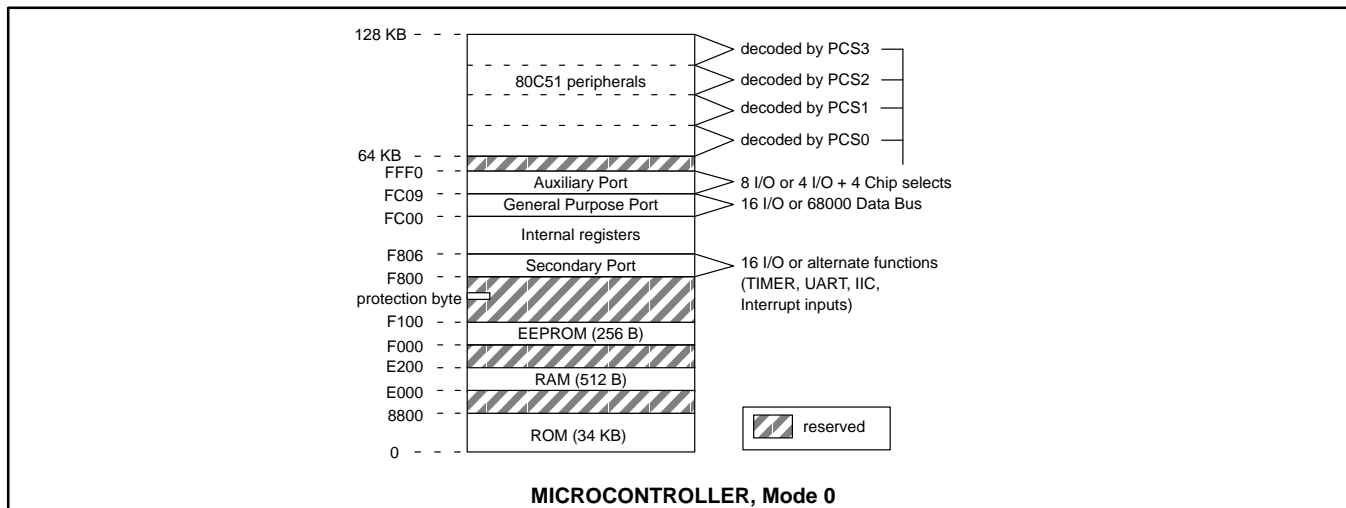 128 KB
decoded by PCS3
80C51 peripherals
decoded by PCS2
decoded by PCS1
decoded by PCS0
64 KB
FFF0
Auxiliary Port
8 I/O or 4 I/O + 4 Chip selects
FC09
General Purpose Port
16 I/O or 68000 Data Bus
FC00
Internal registers
F806
Secondary Port
16 I/O or alternate functions
(TIMER, UART, IIC,
Interrupt inputs)
F800
protection byte
F100
EEPROM (256 B)
F000
E200
RAM (512 B)
E000
8800
ROM (34 KB)
reserved
0
MICROCONTROLLER, Mode 0